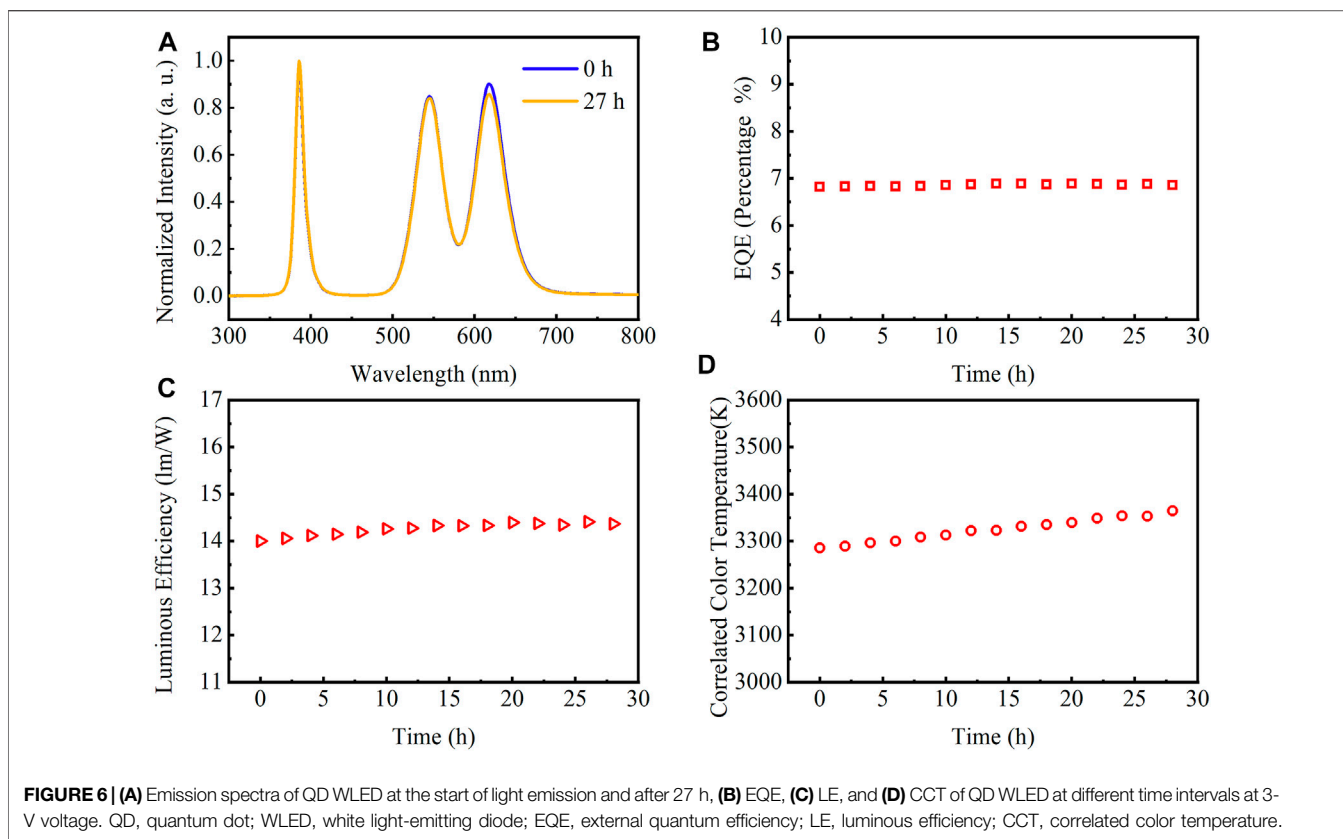 A
Normalized Intensity (a. u.)
1.0
0.8
0.6
0.4
0.2
0.0
0 h
27 h
300 400 500 600 700 800
Wavelength (nm)
B
EQE (Percentage %)
10
9
8
7
6
5
4
0 5 10 15 20 25 30
Time (h)
C
Luminous Efficiency (lm/W)
17
16
15
14
13
12
11
0 5 10 15 20 25 30
Time (h)
D
Correlated Color Temperature(K)
3600
3500
3400
3300
3200
3100
3000
0 5 10 15 20 25 30
Time (h)
FIGURE 6 | (A) Emission spectra of QD WLED at the start of light emission and after 27 h, (B) EQE, (C) LE, and (D) CCT of QD WLED at different time intervals at 3-
V voltage. QD, quantum dot; WLED, white light-emitting diode; EQE, external quantum efficiency; LE, luminous efficiency; CCT, correlated color temperature.